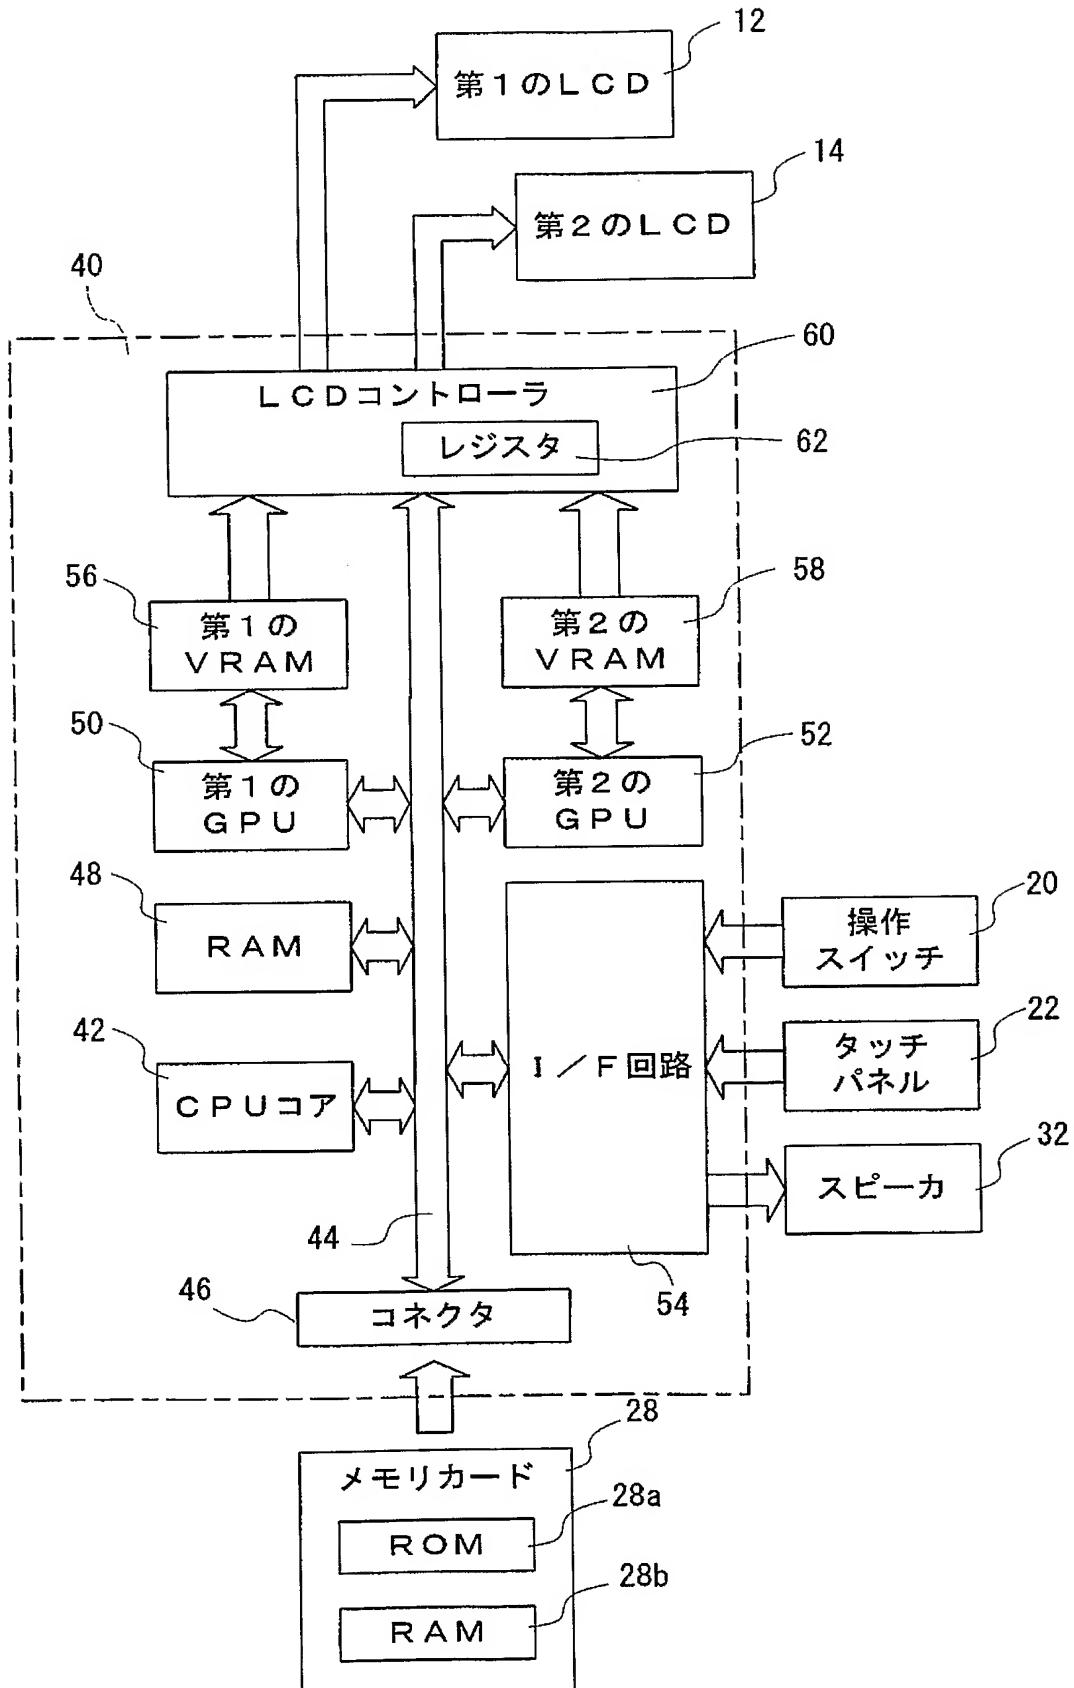 12
第1のLCD
14
第2のLCD
40
60
LCDコントローラ
レジスタ
62
56
58
第1の
VRAM
第2の
VRAM
50
52
第1の
GPU
第2の
GPU
48
20
RAM
操作
スイッチ
42
22
CPUコア
I／F回路
タッチ
パネル
32
スピーカ
44
54
46
コネクタ
28
メモリカード
28a
ROM
28b
RAM